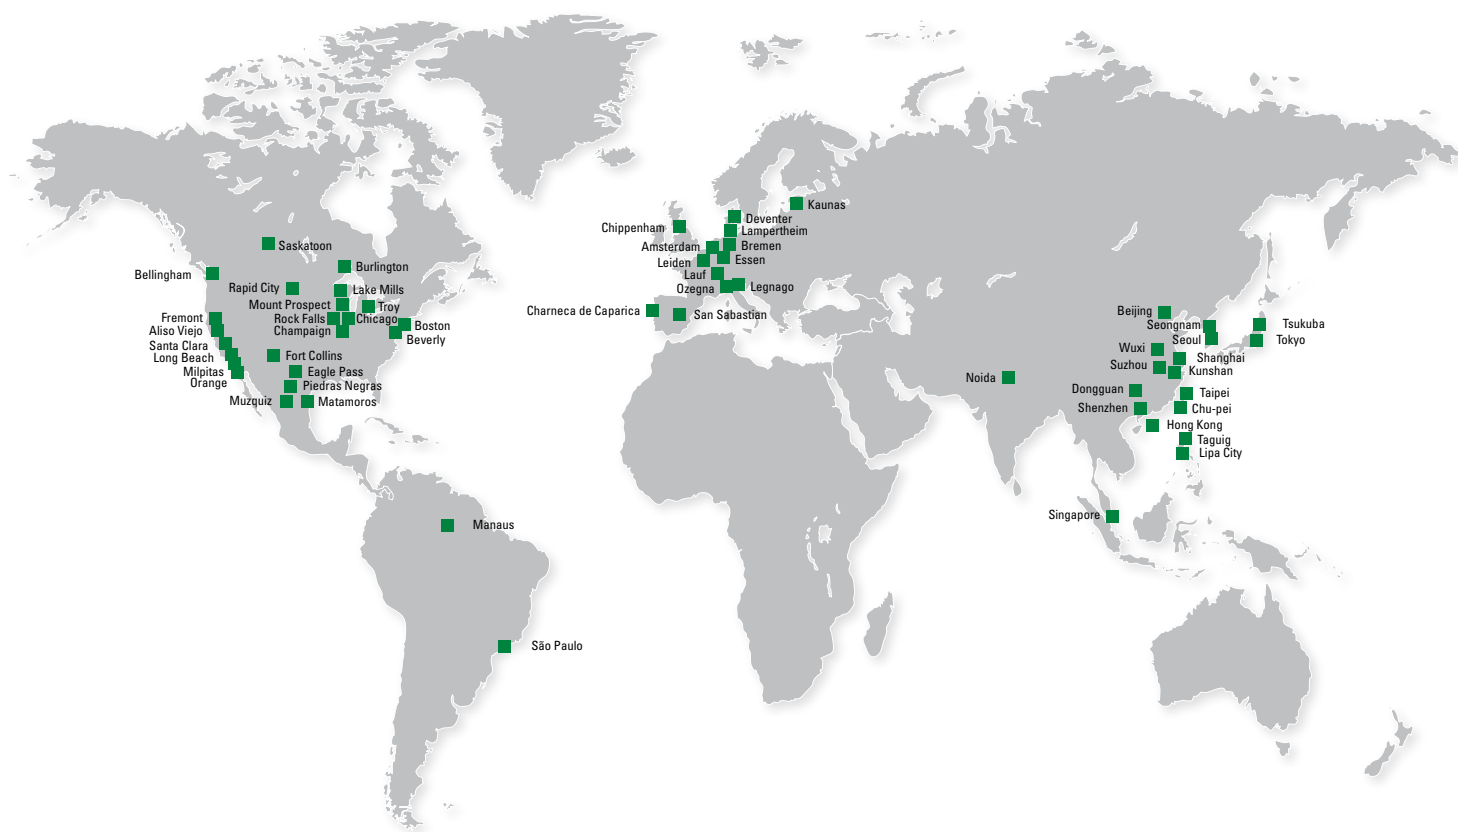 Saskatoon
Bellingham
Burlington
Rapid City
Lake Mills
Mount Prospect
Troy
Fremont
Rock Falls
Chicago
Aliso Viejo
Champaign
Boston
Beverly
Santa Clara
Long Beach
Fort Collins
Milpitas
Eagle Pass
Orange
Piedras Negras
Muzquiz
Matamoros
Manaus
São Paulo
Kaunas
Deventer
Chippenham
Lampertheim
Amsterdam
Bremen
Leiden
Essen
Lauf
Ozegna
Legnago
Charneca de Caparica
San Sabastian
Noida
Beijing
Seongnam
Tsukuba
Seoul
Tokyo
Wuxi
Shanghai
Suzhou
Kunshan
Dongguan
Taipei
Shenzhen
Chu-pei
Hong Kong
Taguig
Lipa City
Singapore